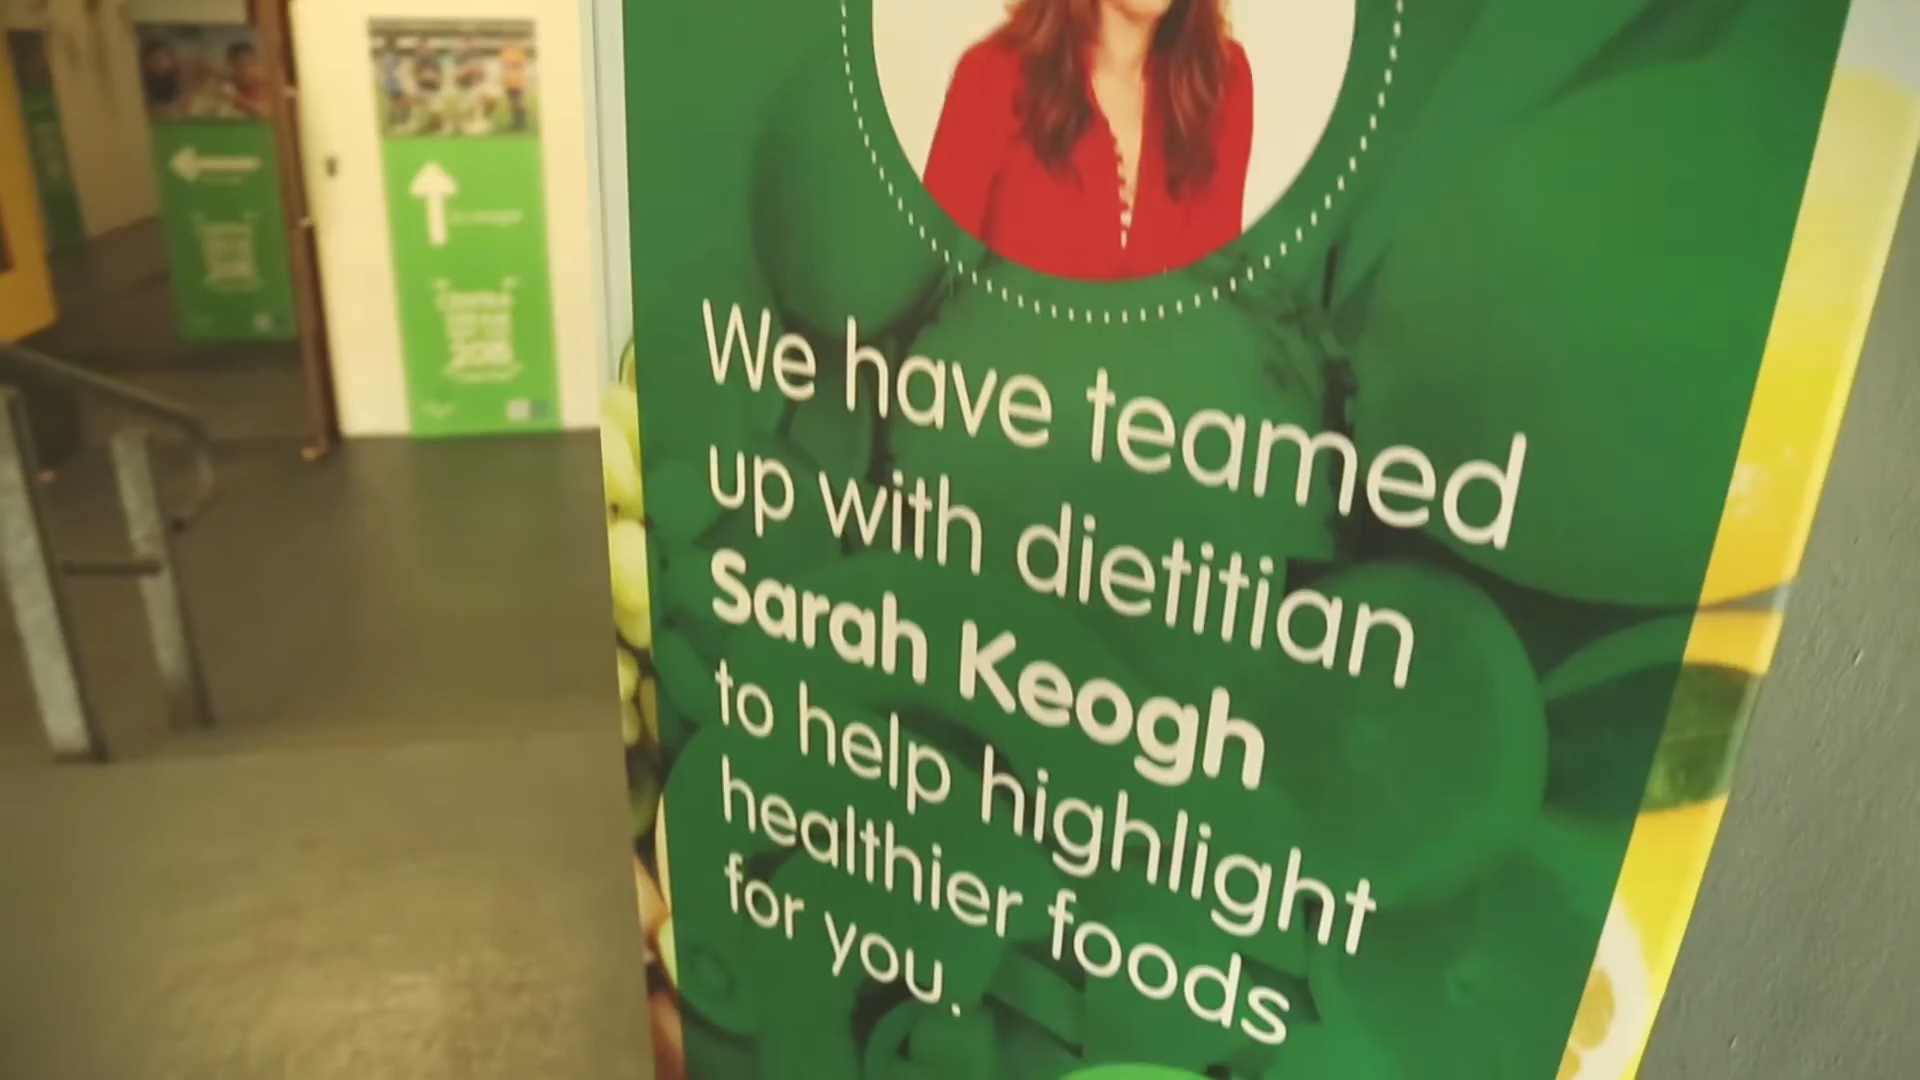 We have teamed
up with dietitian
Sarah Keogh
to help highlight
healthier foods
for you.